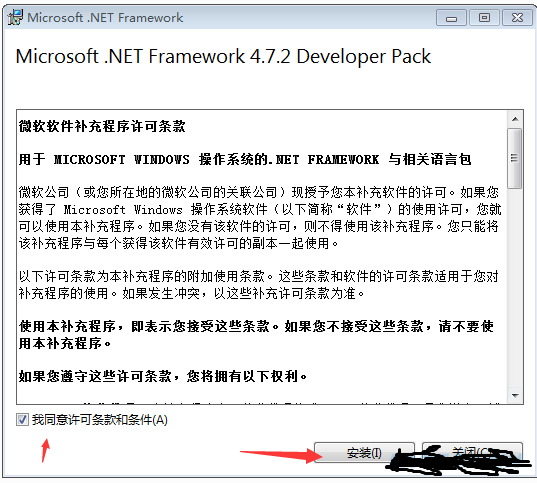 Microsoft .NET Framework
Microsoft .NET Framework 4.7.2 Developer Pack
微软软件补充程序许可条款
用于 MICROSOFT WINDOWS 操作系统的.NET FRAMEWORK 与相关语言包
微软公司（或您所在地的微软公司的关联公司）现授予您本补充软件的许可。如果您
获得了 Microsoft Windows 操作系统软件（以下简称“软件”）的使用许可，您就
可以使用本补充程序。如果您没有该软件的许可，则不得使用该补充程序。您只能将
该补充程序与每个获得该软件有效许可的副本一起使用。
以下许可条款为本补充程序的附加使用条款。这些条款和软件的许可条款适用于您对
补充程序的使用。如果发生冲突，以这些补充许可条款为准。
使用本补充程序，即表示您接受这些条款。如果您不接受这些条款，请不要使
用本补充程序。
如果您遵守这些许可条款，您将拥有以下权利。
我同意许可条款和条件(A)
安装(I)
关闭(C)